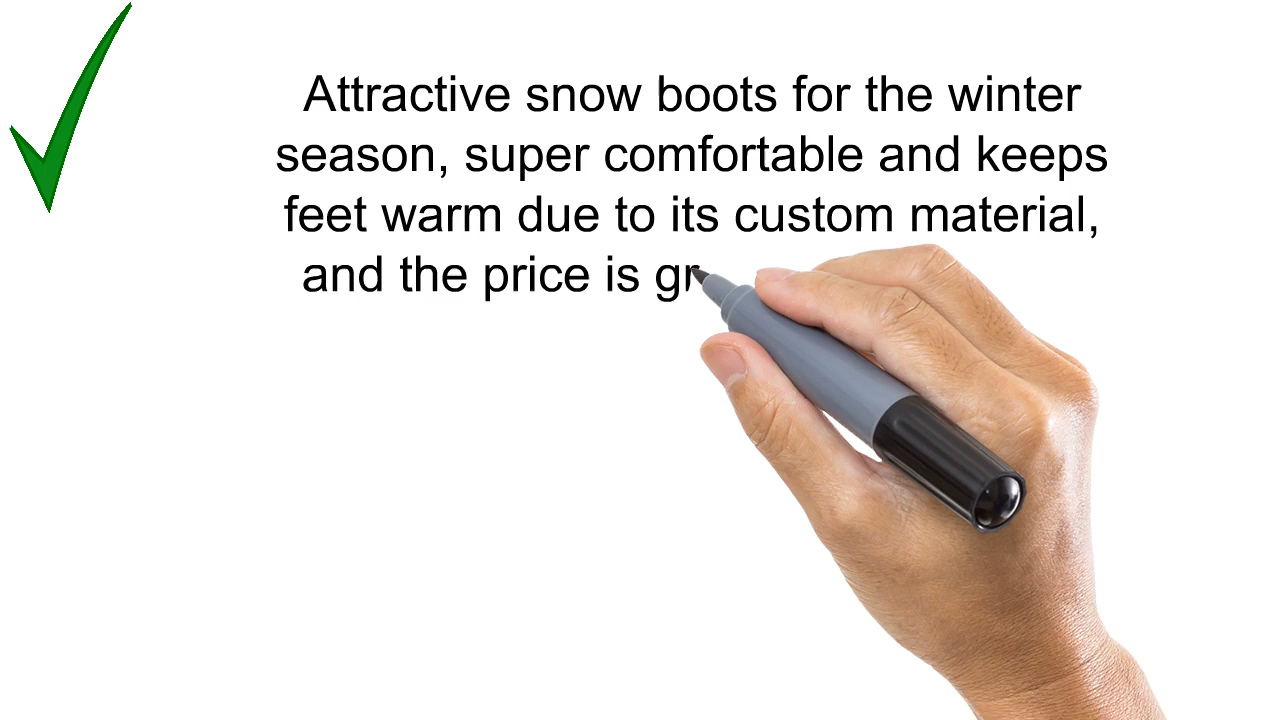 Attractive snow boots for the winter
season, super comfortable and keeps
feet warm due to its custom material,
and the price is gr